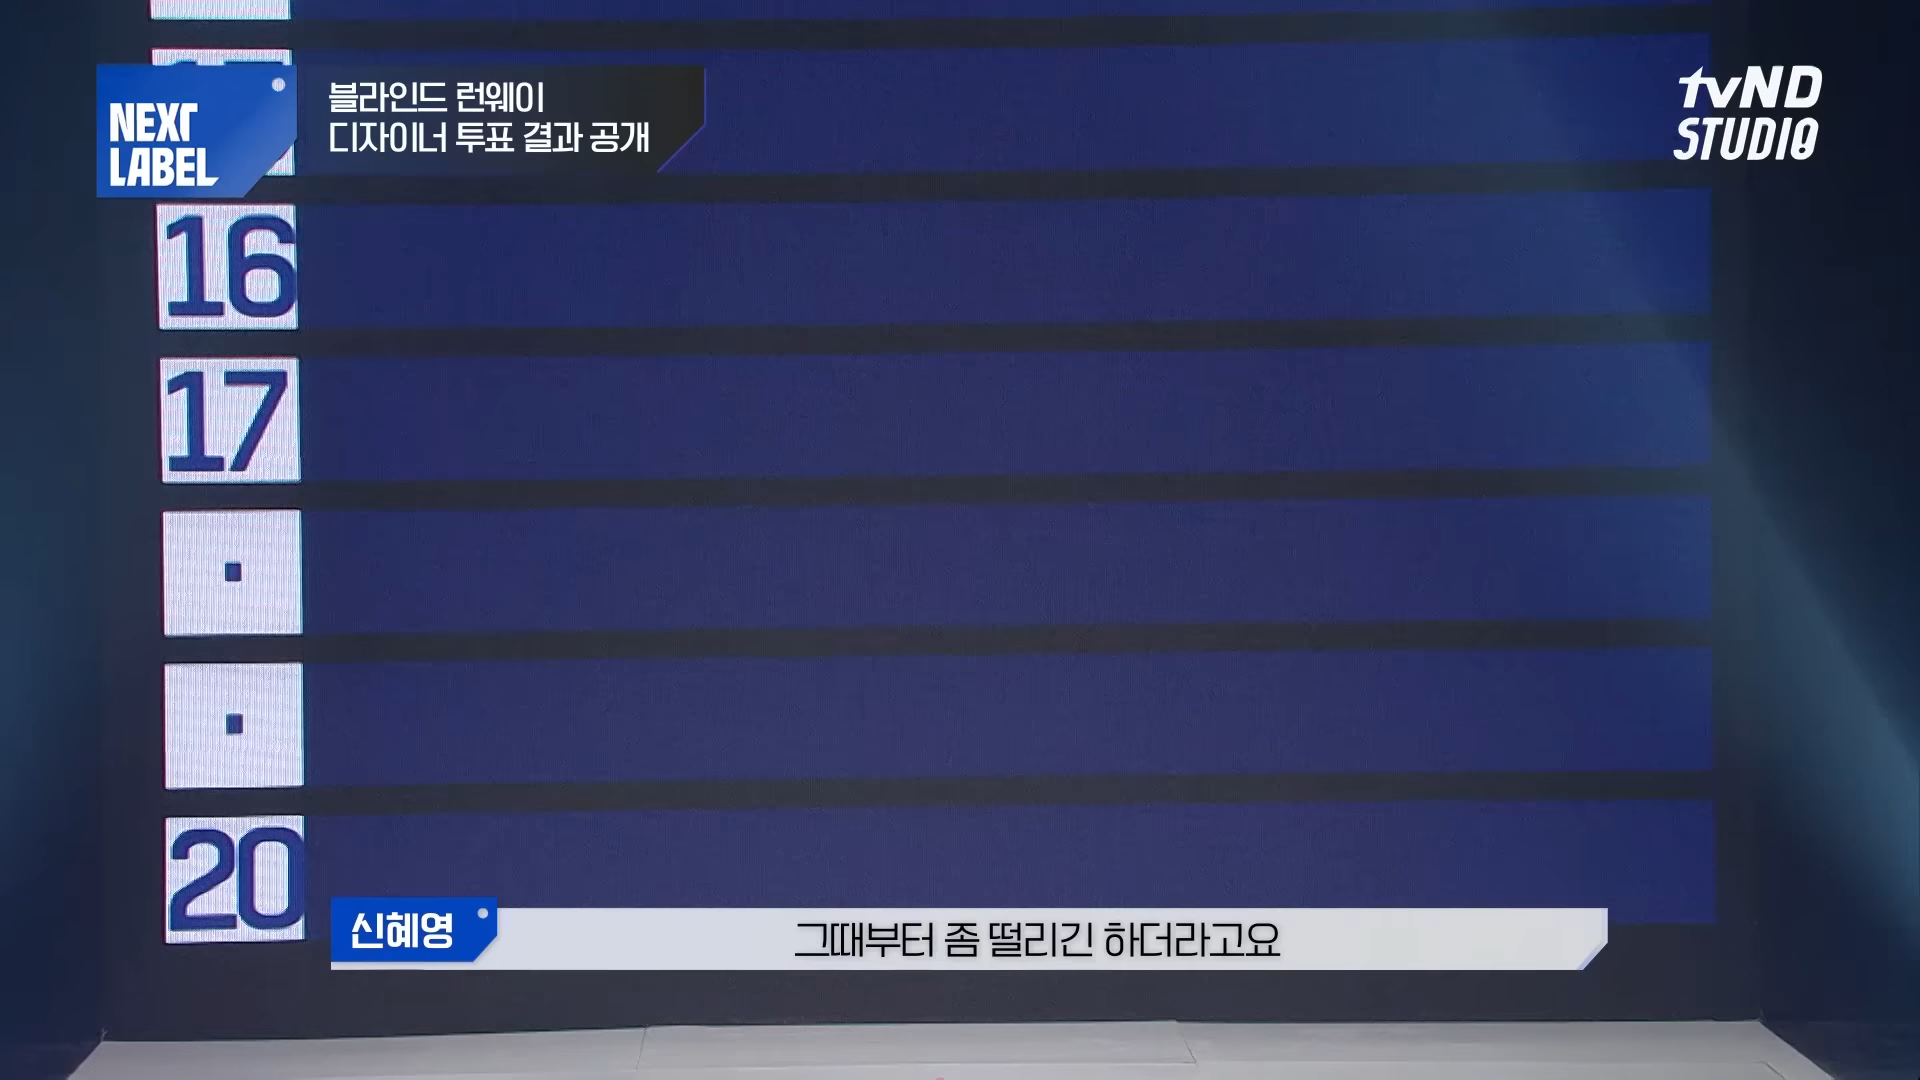 NEXT
LABEL
블라인드 런웨이
디자이너 투표 결과 공개
tvND
STUDIO
16
17
20
신혜영
그때부터 좀 떨리긴 하더라고요